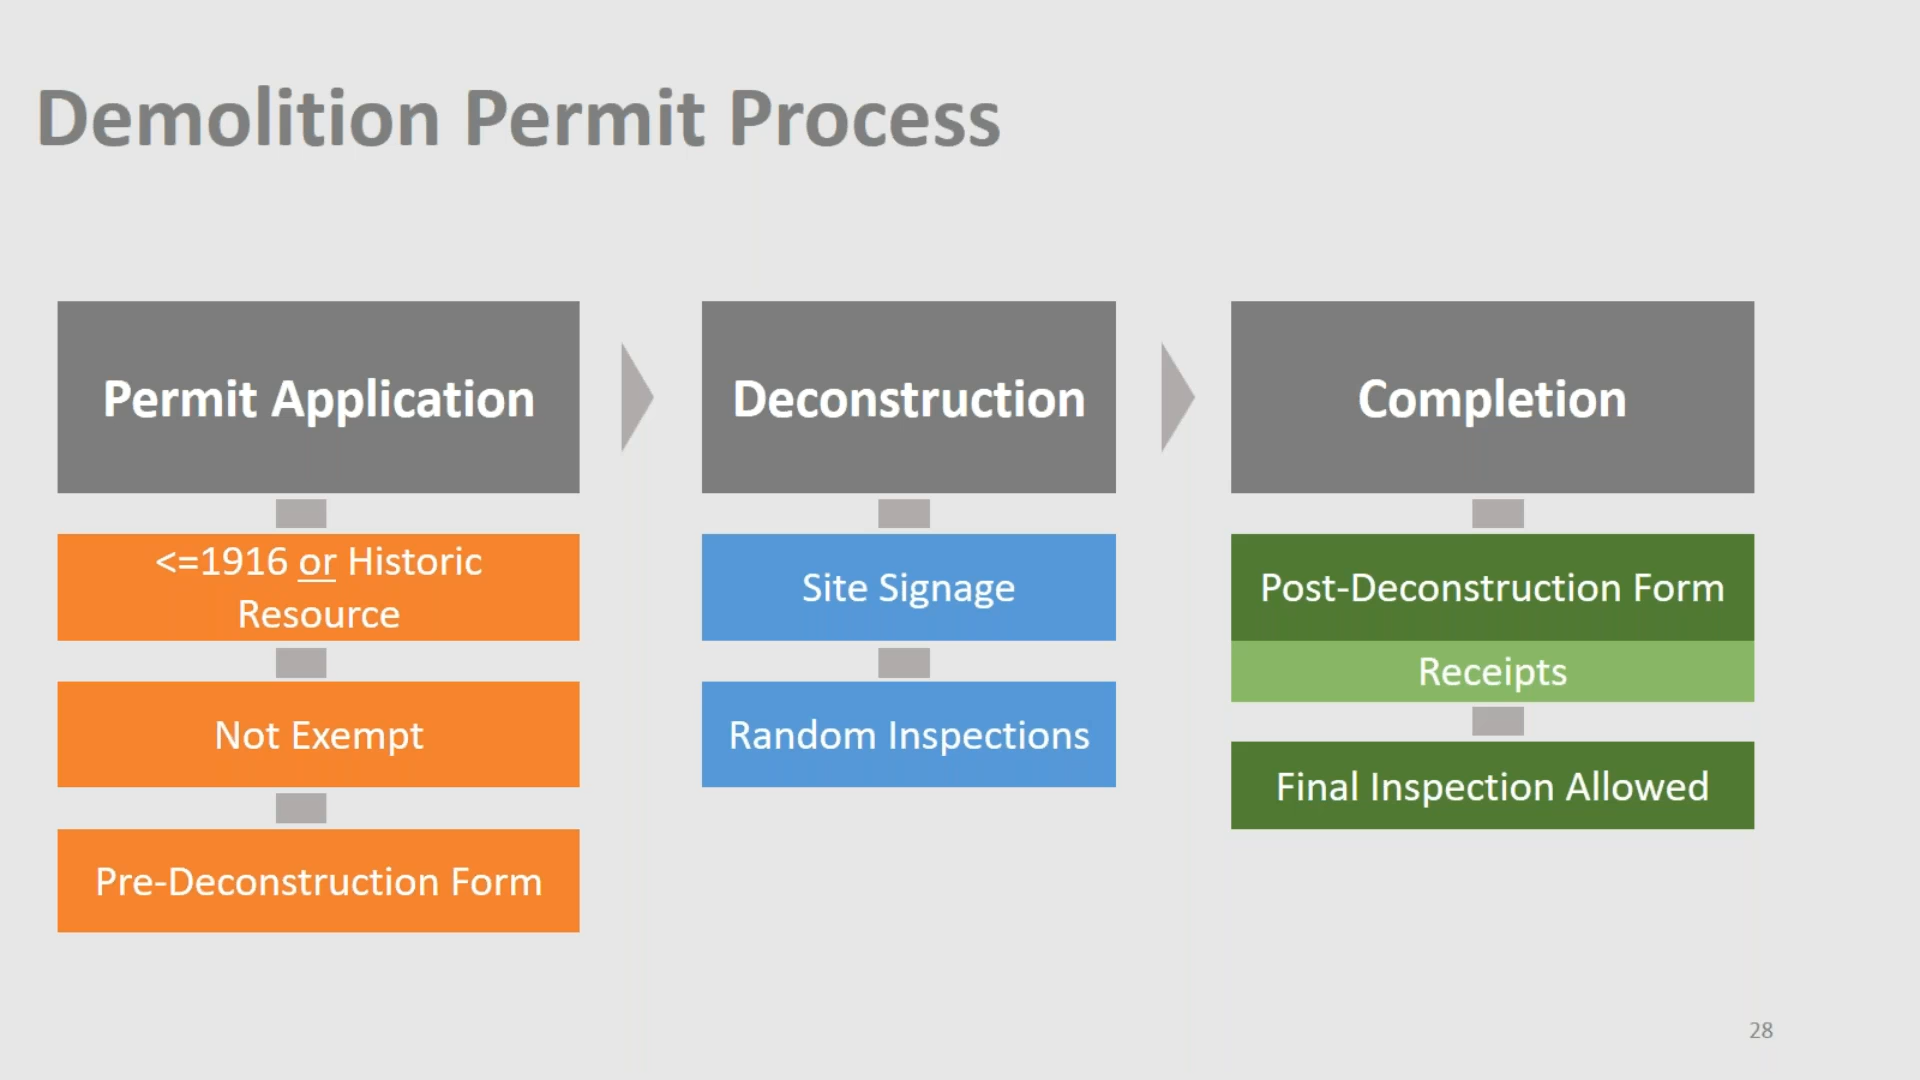 Demolition Permit Process
Permit Application
<=1916 or Historic
Resource
Not Exempt
Pre-Deconstruction Form
Deconstruction
Site Signage
Random Inspections
Completion
Post-Deconstruction Form
Receipts
Final Inspection Allowed
28